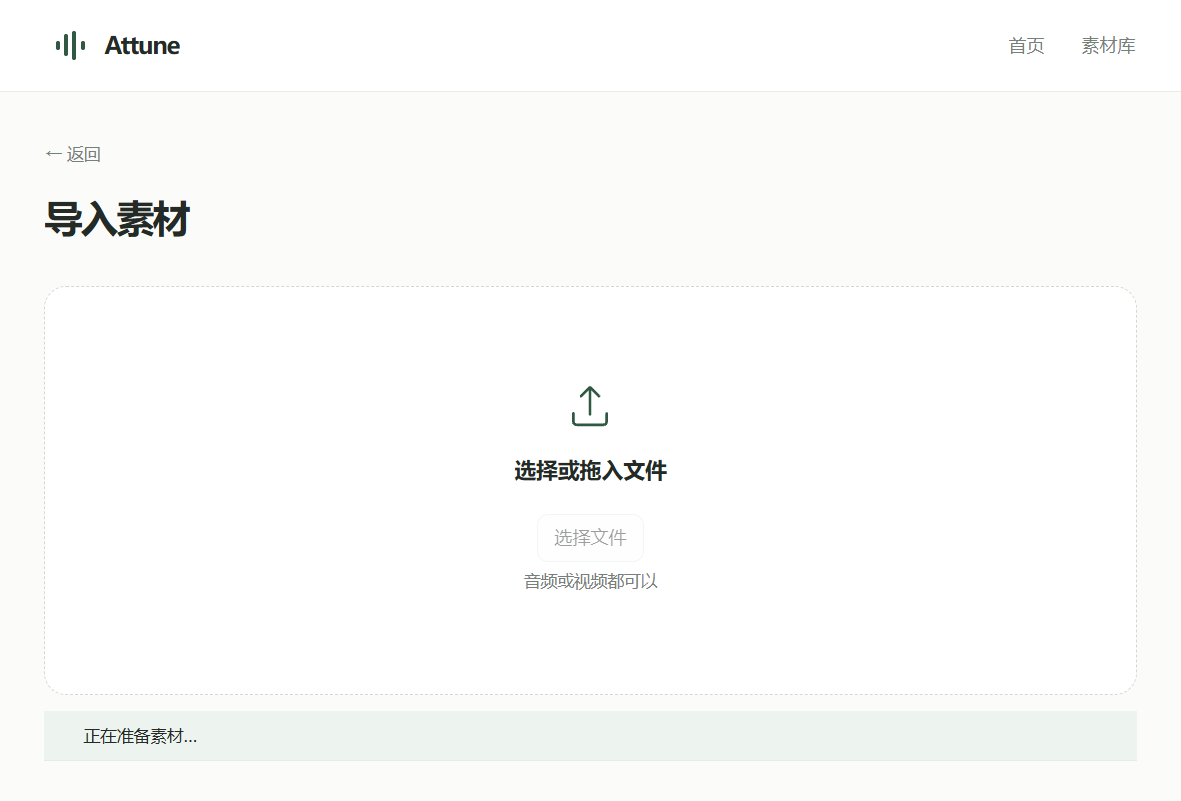 Attune
首页
素材库
← 返回
导入素材
选择或拖入文件
选择文件
音频或视频都可以
正在准备素材...